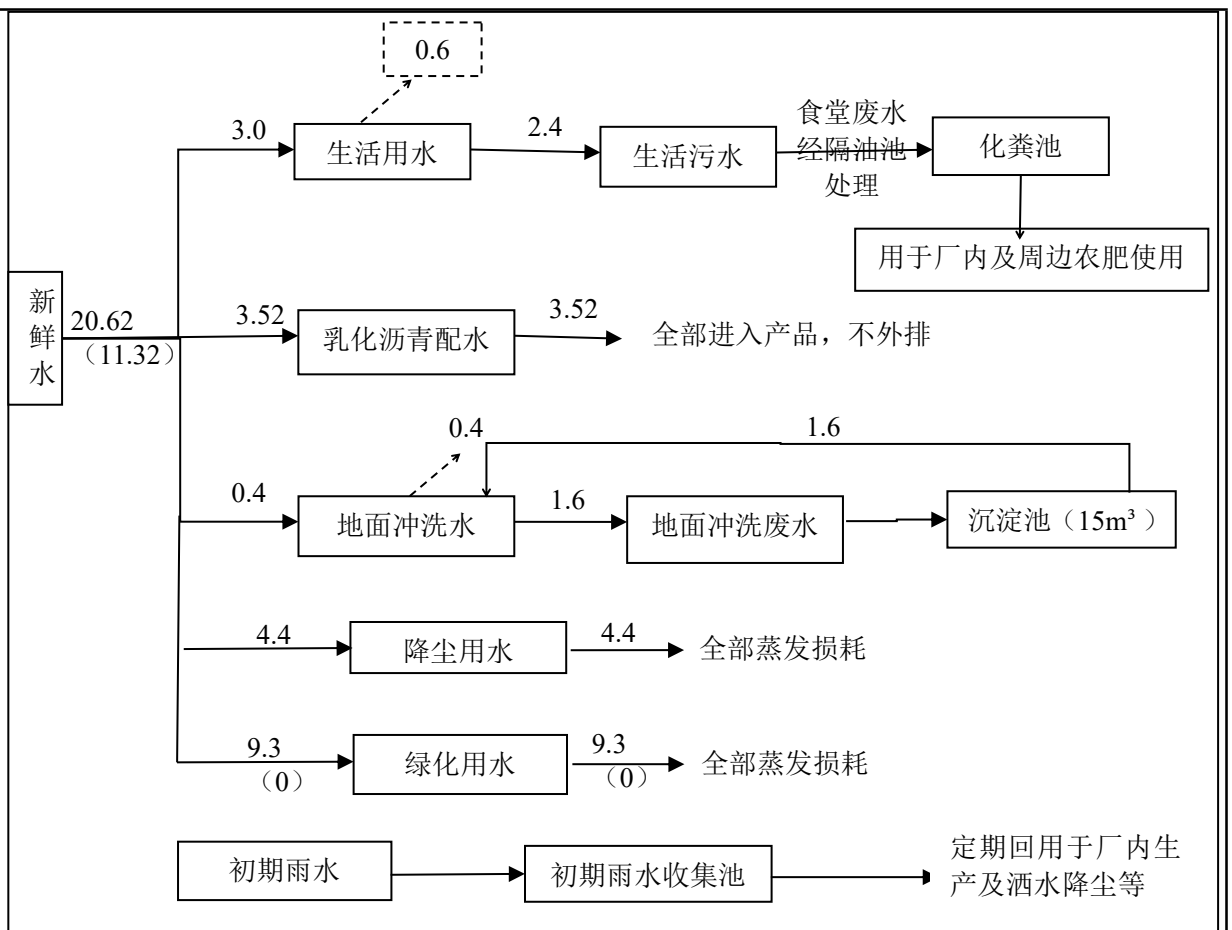 0.6
3.0
生活用水
2.4
生活污水
食堂废水
经隔油池
处理
化粪池
用于厂内及周边农肥使用
新
鲜
水
20.62
（11.32）
3.52
乳化沥青配水
3.52
全部进入产品，不外排
0.4
1.6
0.4
地面冲洗水
1.6
地面冲洗废水
沉淀池（15m³）
4.4
降尘用水
4.4
全部蒸发损耗
9.3
（0）
绿化用水
9.3
（0）
全部蒸发损耗
初期雨水
初期雨水收集池
定期回用于厂内生
产及洒水降尘等